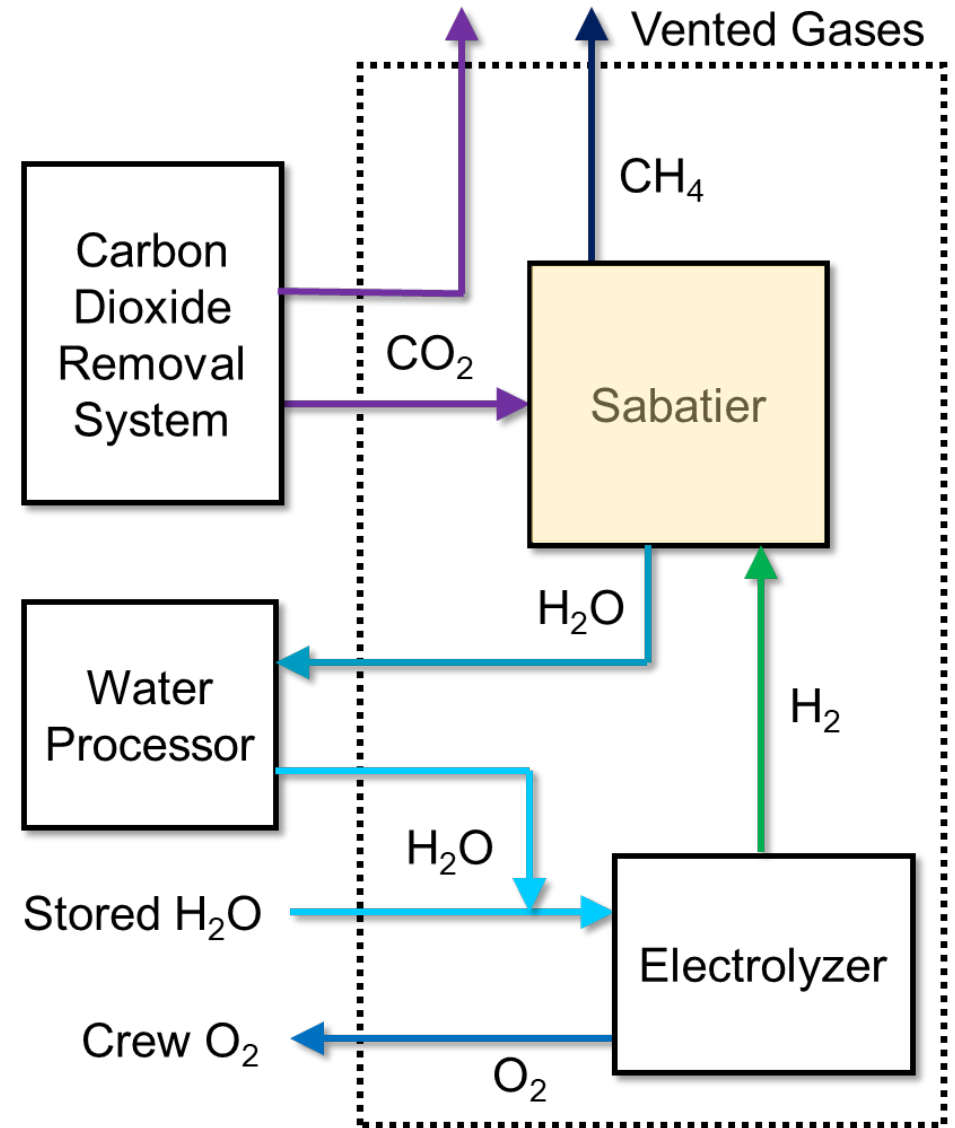 Vented Gases
CH₄
Carbon
Dioxide
Removal
System
CO₂
Sabatier
H₂O
Water
Processor
H₂
H₂O
Stored H₂O
Electrolyzer
Crew O₂
O₂